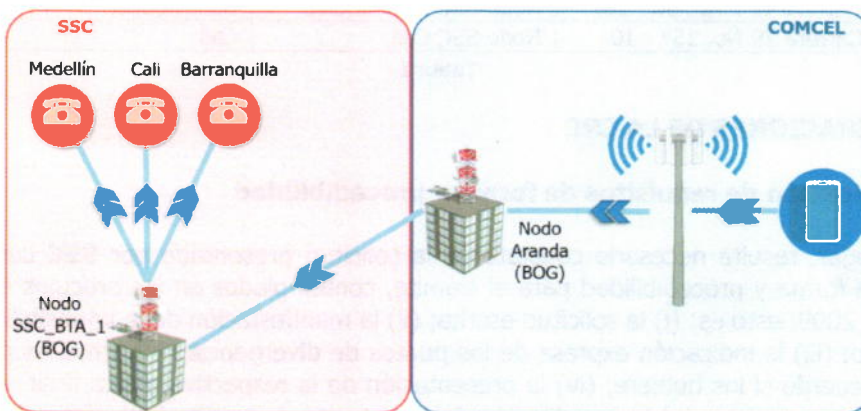 SSC
COMCEL
Medellín Cali Barranquilla
Nodo
Aranda
(BOG)
Nodo
SSC_BTA_1
(BOG)